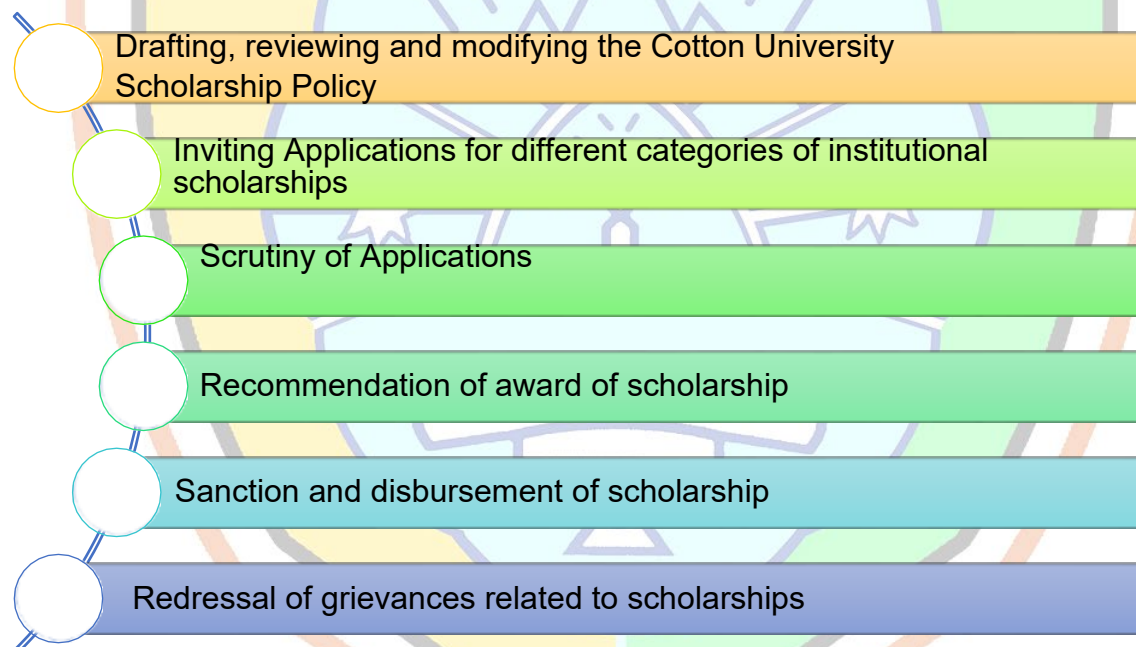 Drafting, reviewing and modifying the Cotton University
Scholarship Policy
Inviting Applications for different categories of institutional
scholarships
Scrutiny of Applications
Recommendation of award of scholarship
Sanction and disbursement of scholarship
Redressal of grievances related to scholarships